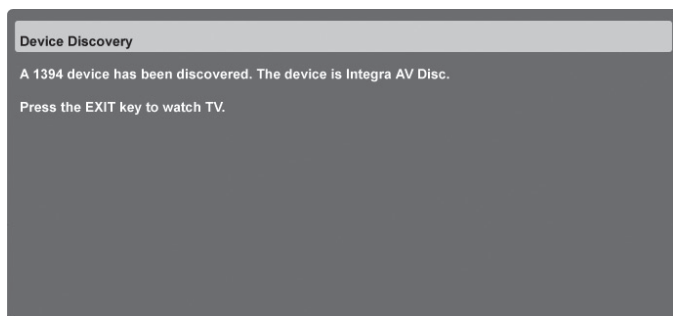 Device Discovery
A 1394 device has been discovered. The device is Integra AV Disc.
Press the EXIT key to watch TV.